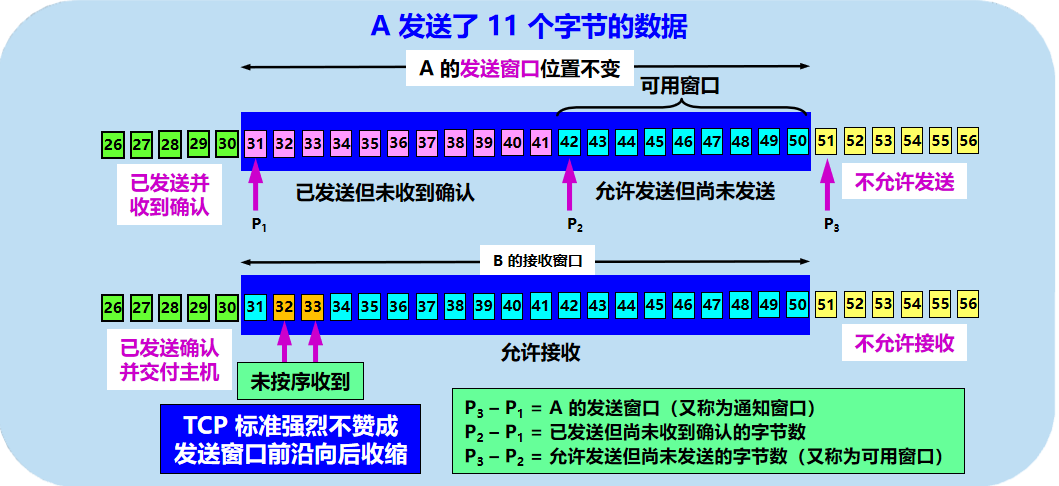 A 发送了 11 个字节的数据
A 的发送窗口位置不变
可用窗口
26 27 28 29 30 31 32 33 34 35 36 37 38 39 40 41 42 43 44 45 46 47 48 49 50 51 52 53 54 55 56
已发送并
收到确认
已发送但未收到确认
允许发送但尚未发送
不允许发送
P1
P2
P3
B 的接收窗口
26 27 28 29 30 31 32 33 34 35 36 37 38 39 40 41 42 43 44 45 46 47 48 49 50 51 52 53 54 55 56
已发送确认
并交付主机
允许接收
不允许接收
未按序收到
TCP 标准强烈不赞成
发送窗口前沿向后收缩
P3 – P1 = A 的发送窗口（又称为通知窗口）
P2 – P1 = 已发送但尚未收到确认的字节数
P3 – P2 = 允许发送但尚未发送的字节数（又称为可用窗口）